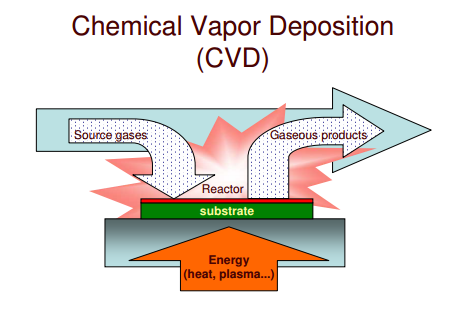 Chemical Vapor Deposition
(CVD)
Source gases
Gaseous products
Reactor
substrate
Energy
(heat, plasma...)